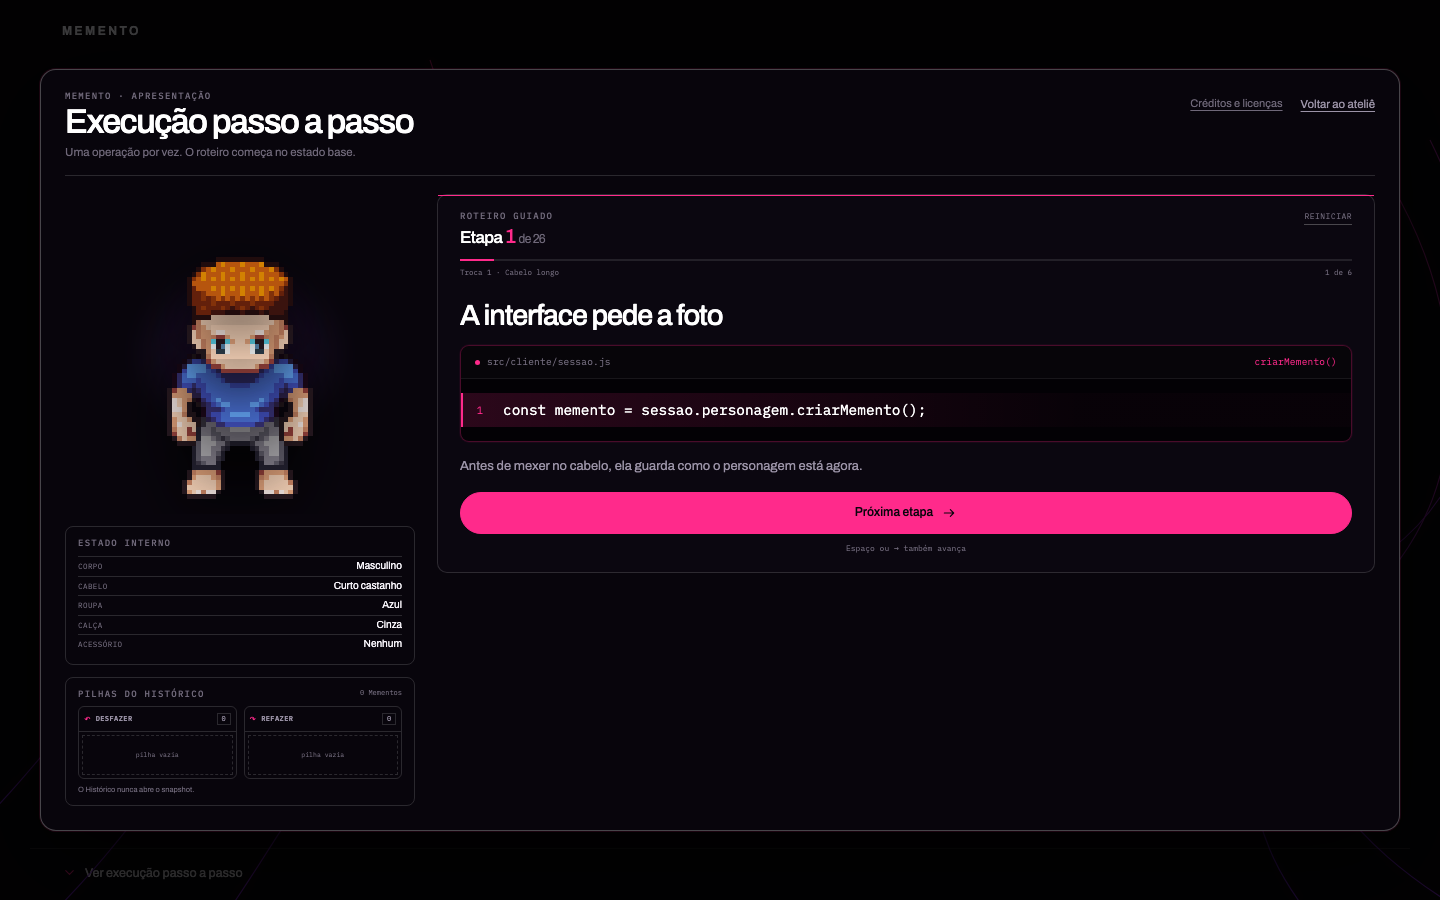 MEMENTO
MEMENTO · APRESENTAÇÃO
Execução passo a passo
Uma operação por vez. O roteiro começa no estado base.
Créditos e licenças
Voltar ao ateliê
ROTEIRO GUIADO
Etapa 1 de 26
REINICIAR
Troca 1 · Cabelo longo
1 de 6
A interface pede a foto
src/cliente/sessao.js
criarMemento()
1 const memento = sessao.personagem.criarMemento();
Antes de mexer no cabelo, ela guarda como o personagem está agora.
Próxima etapa →
Espaço ou → também avança
ESTADO INTERNO
CORPO Masculino
CABELO Curto castanho
ROUPA Azul
CALÇA Cinza
ACESSÓRIO Nenhum
PILHAS DO HISTÓRICO
0 Mementos
↶ DESFAZER 0
↷ REFAZER 0
pilha vazia
pilha vazia
O Histórico nunca abre o snapshot.
Ver execução passo a passo